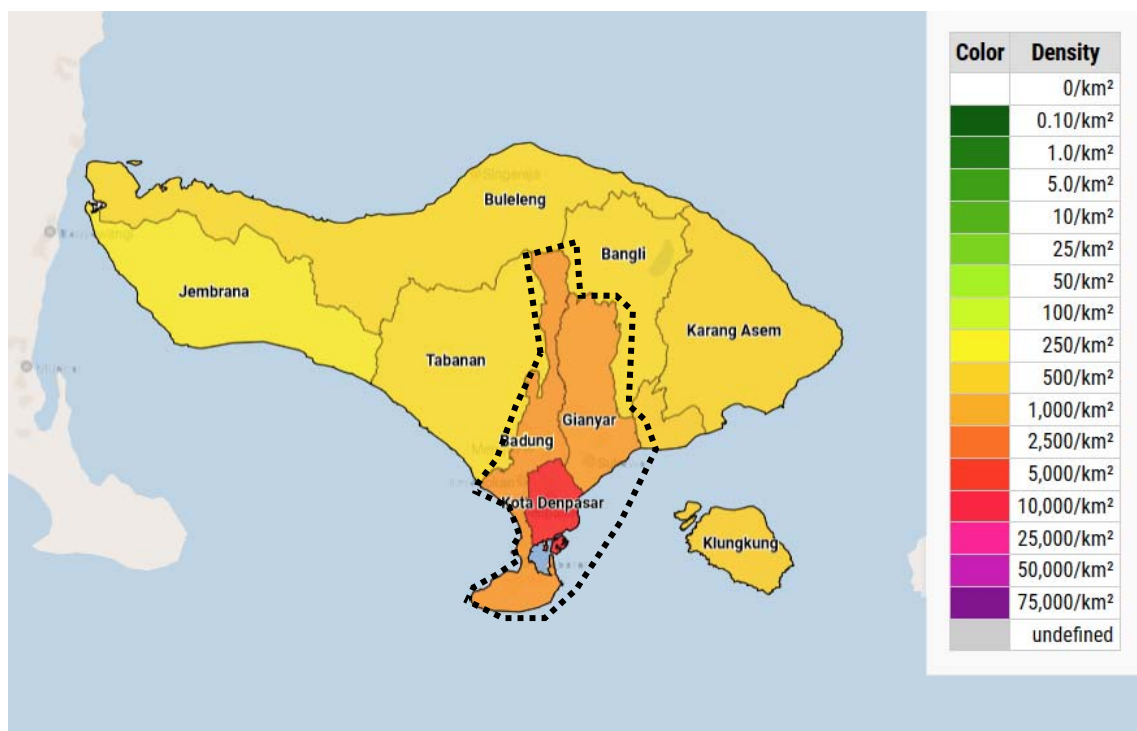 Color Density
0/km²
0.10/km²
1.0/km²
5.0/km²
10/km²
25/km²
50/km²
100/km²
250/km²
500/km²
1,000/km²
2,500/km²
5,000/km²
10,000/km²
25,000/km²
50,000/km²
75,000/km²
undefined
Singaraja
Buleleng
Bangli
Jembrana
Karang Asem
Tabanan
Gianyar
Badung
Kota Denpasar
Klungkung